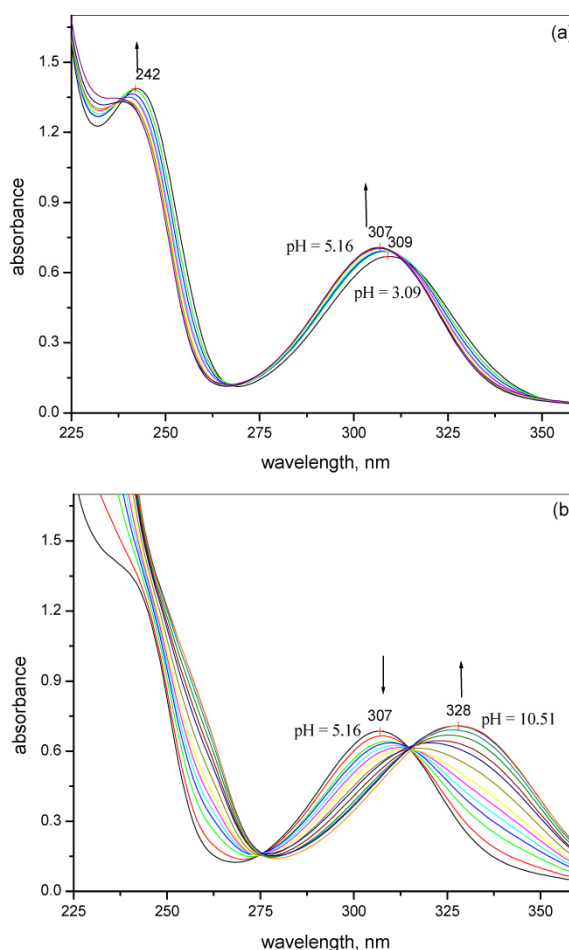 (a)
242
307
309
pH = 5.16
pH = 3.09
absorbance
1.5
1.2
0.9
0.6
0.3
0.0
225 250 275 300 325 350
wavelength, nm
(b)
307
328
pH = 5.16
pH = 10.51
absorbance
1.5
1.2
0.9
0.6
0.3
0.0
225 250 275 300 325 350
wavelength, nm